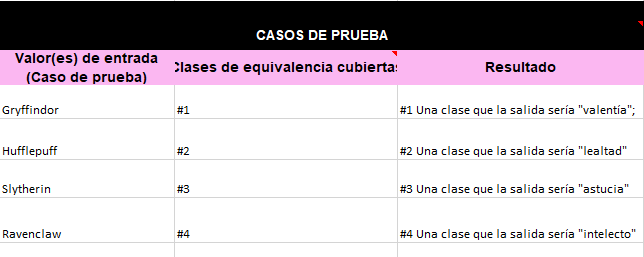 CASOS DE PRUEBA
Valor(es) de entrada
(Caso de prueba)
Clases de equivalencia cubiertas
Resultado
Gryffindor
#1
#1 Una clase que la salida sería "valentía";
Hufflepuff
#2
#2 Una clase que la salida sería "lealtad"
Slytherin
#3
#3 Una clase que la salida sería "astucia"
Ravenclaw
#4
#4 Una clase que la salida sería "intelecto"